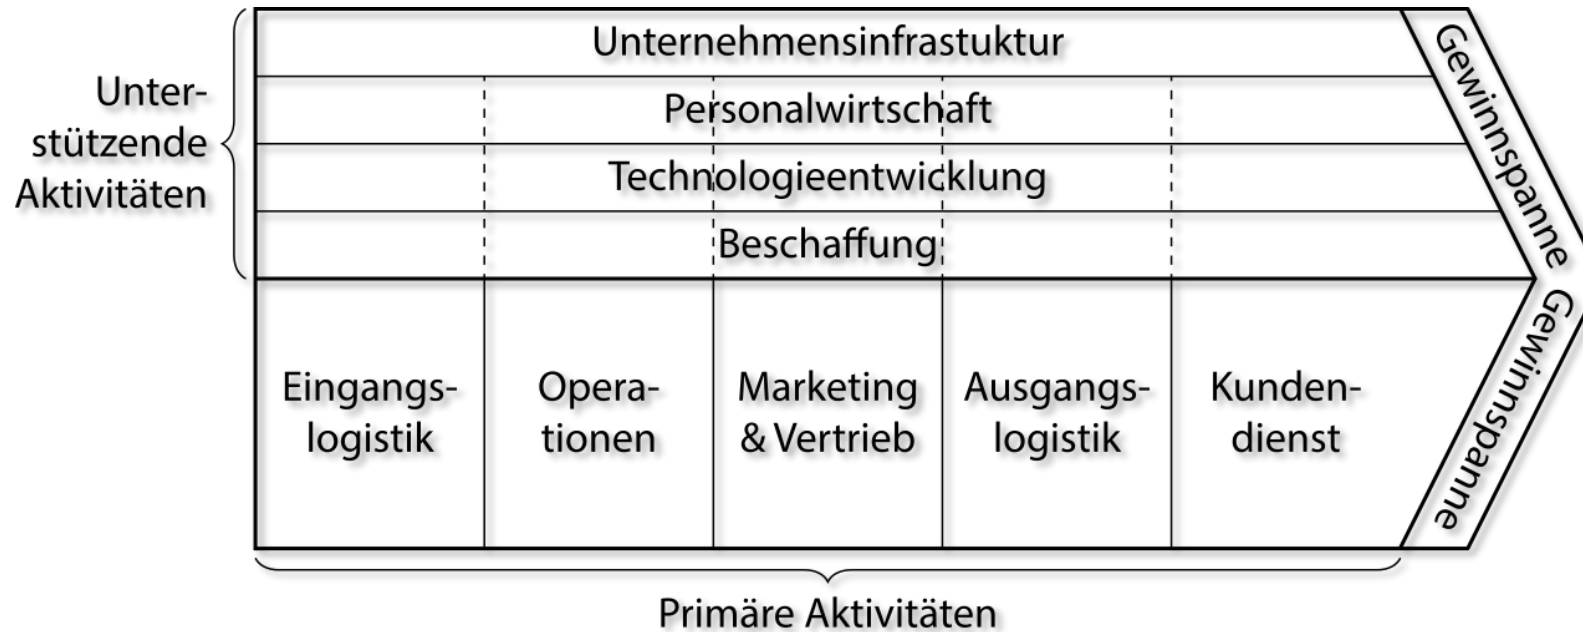 Unternehmensinfrastuktur
Gewinnspanne
Unter-
stützende
Aktivitäten
Personalwirtschaft
Technologieentwicklung
Beschaffung
Eingangs-
logistik
Opera-
tionen
Marketing
& Vertrieb
Ausgangs-
logistik
Kunden-
dienst
Gewinnspanne
Primäre Aktivitäten